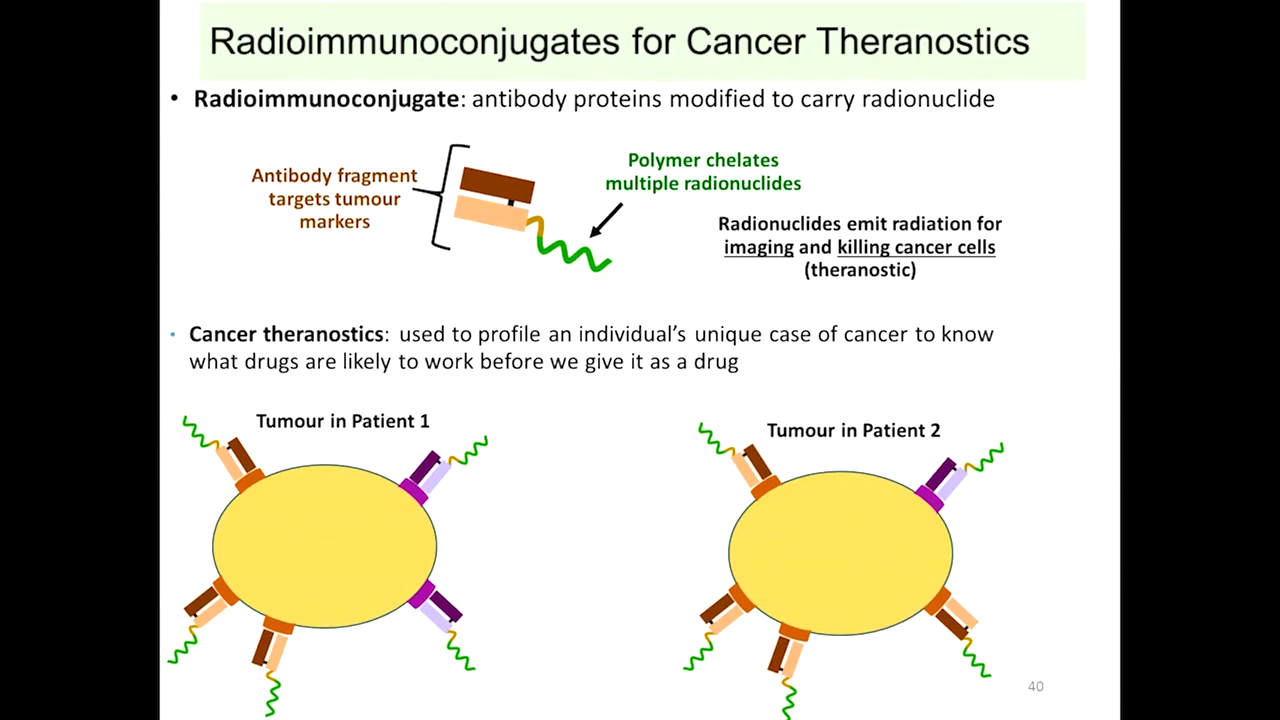 Radioimmunoconjugates for Cancer Theranostics
• Radioimmunoconjugate: antibody proteins modified to carry radionuclide
Antibody fragment
targets tumour
markers
Polymer chelates
multiple radionuclides
Radionuclides emit radiation for
imaging and killing cancer cells
(theranostic)
• Cancer theranostics: used to profile an individual's unique case of cancer to know
what drugs are likely to work before we give it as a drug
Tumour in Patient 1
Tumour in Patient 2
40